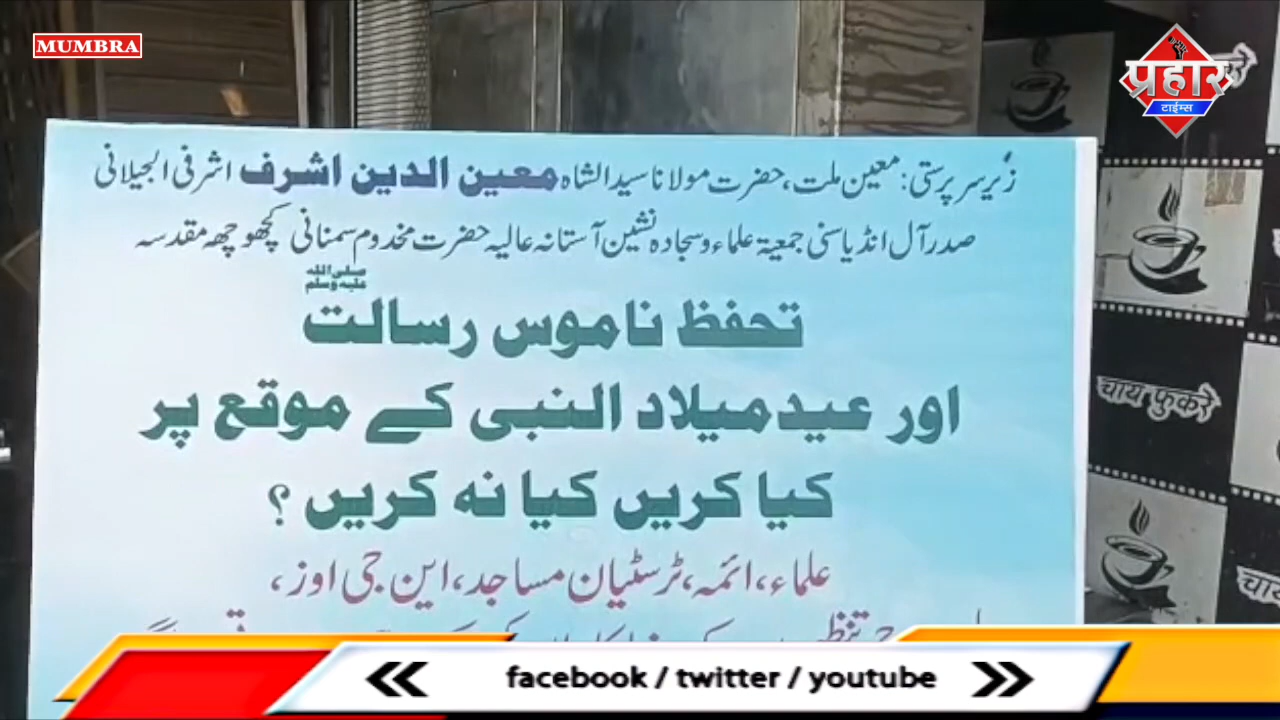 MUMBRA
प्रहार
टाईम्स
زیر سرپرستی: معین ملت، حضرت مولانا سید الشاہ معین الدین اشرف اشرفی الجیلانی
صدر آل انڈیا سنی جمعیۃ علماء و سجادہ نشین آستانہ عالیہ حضرت مخدوم سمنانی کچھوچھہ مقدسہ
صلی اللہ علیہ وسلم
تحفظ ناموس رسالت
اور عید میلاد النبی کے موقع پر
کیا کریں کیا نہ کریں ؟
علماء، ائمہ، ٹرسٹیان مساجد، این جی اوز،
चाय फुकरे
facebook / twitter / youtube